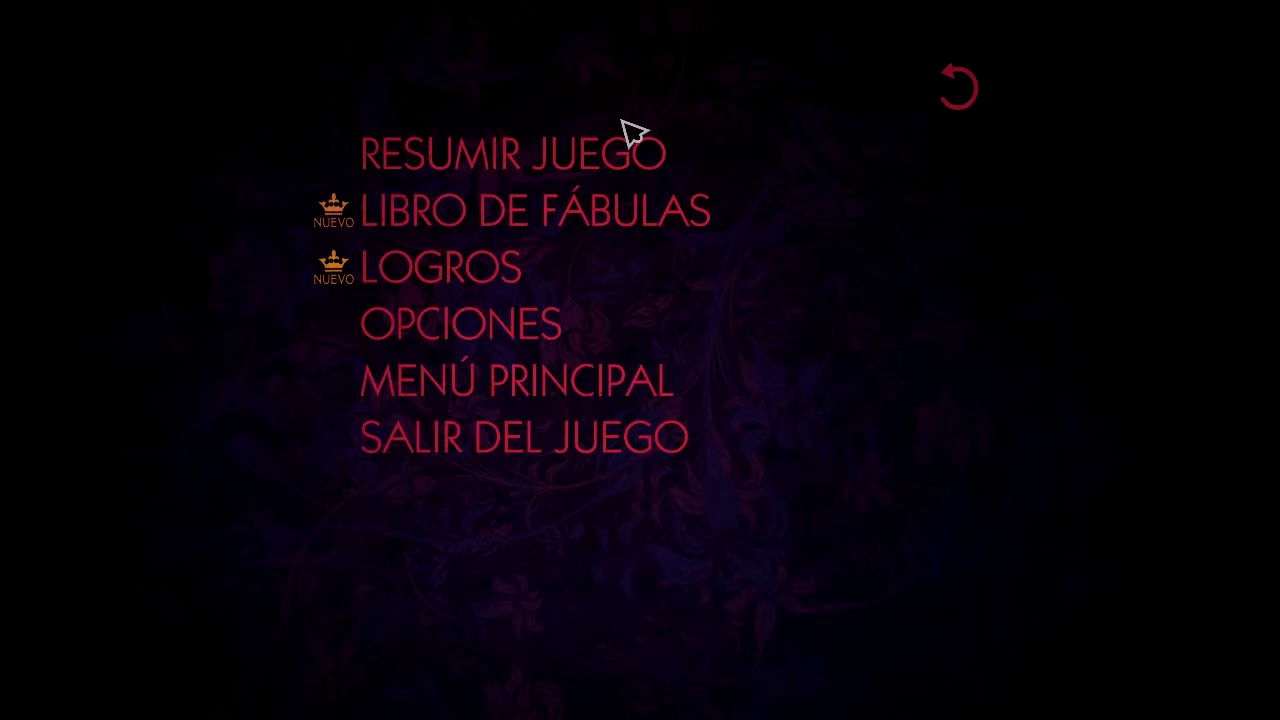 RESUMIR JUEGO
NUEVO LIBRO DE FÁBULAS
NUEVO LOGROS
OPCIONES
MENÚ PRINCIPAL
SALIR DEL JUEGO